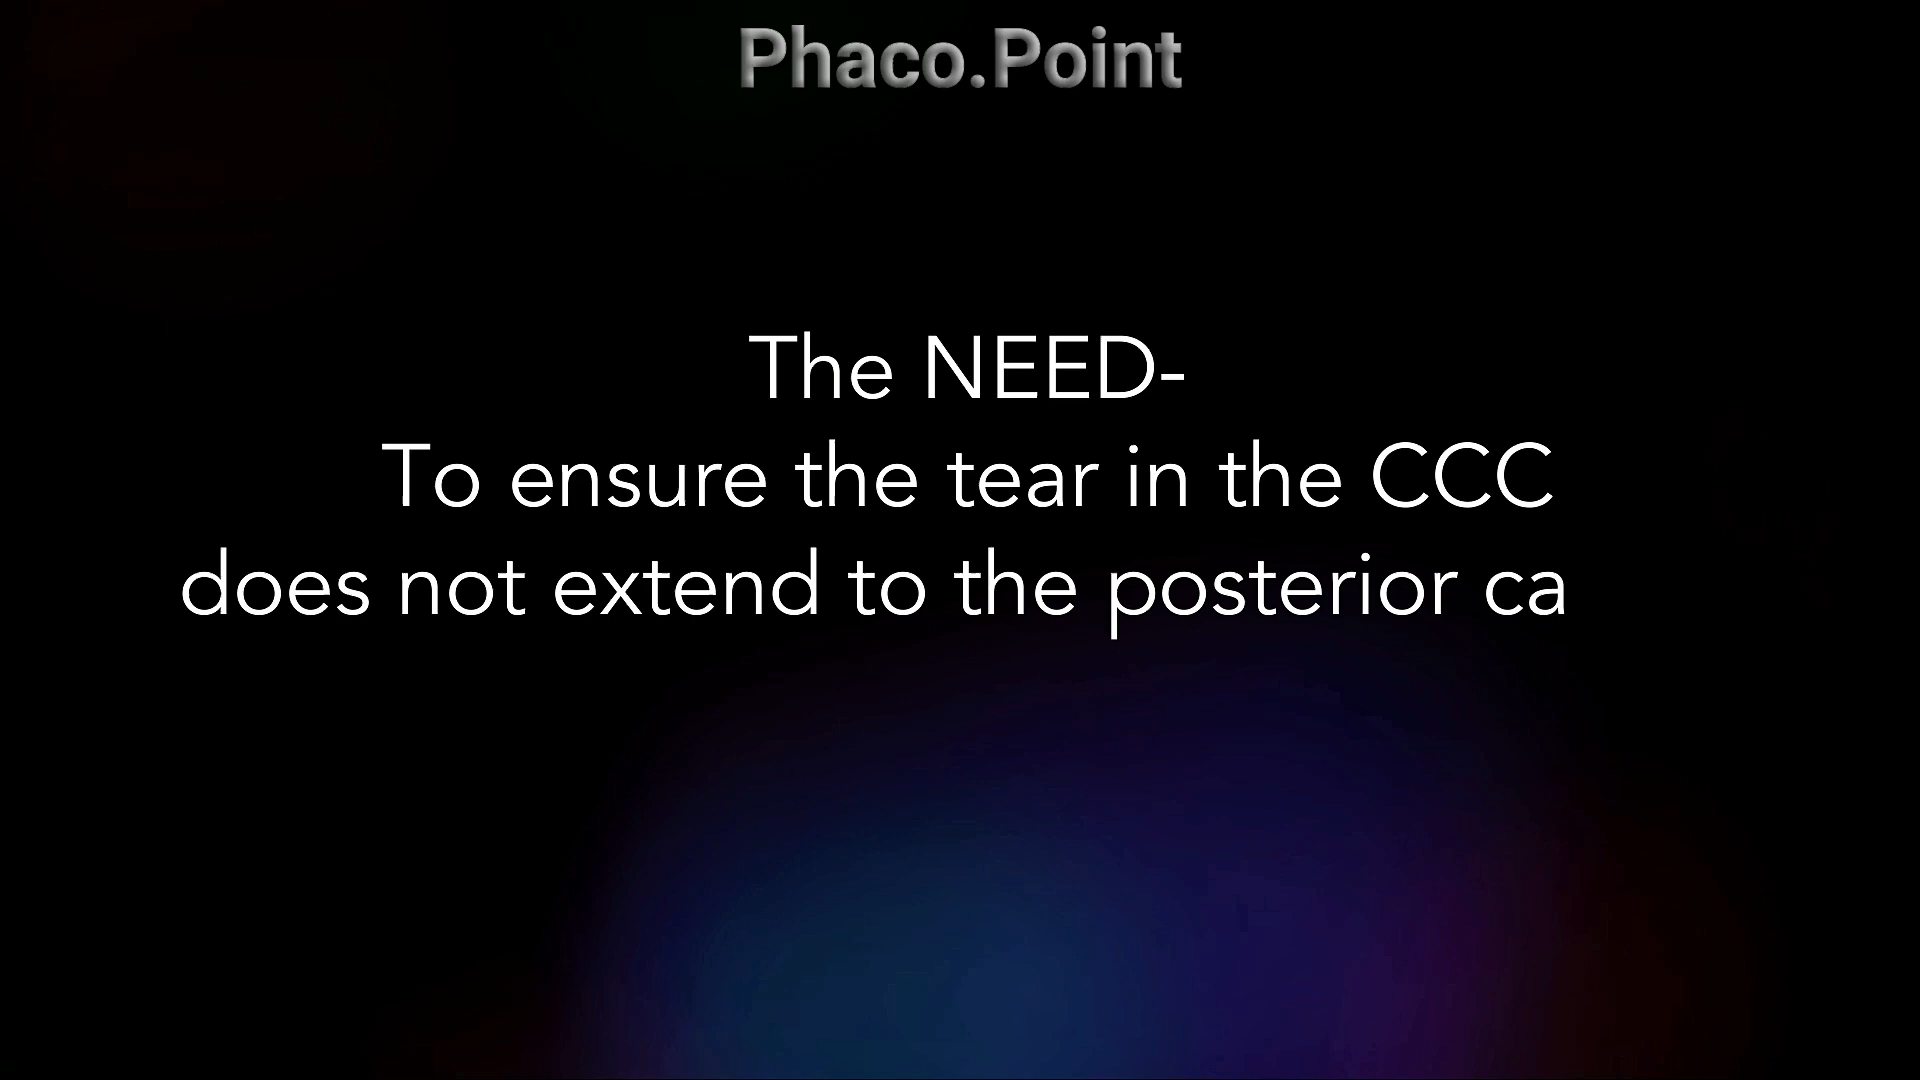 Phaco.Point
The NEED-
To ensure the tear in the CCC
does not extend to the posterior ca